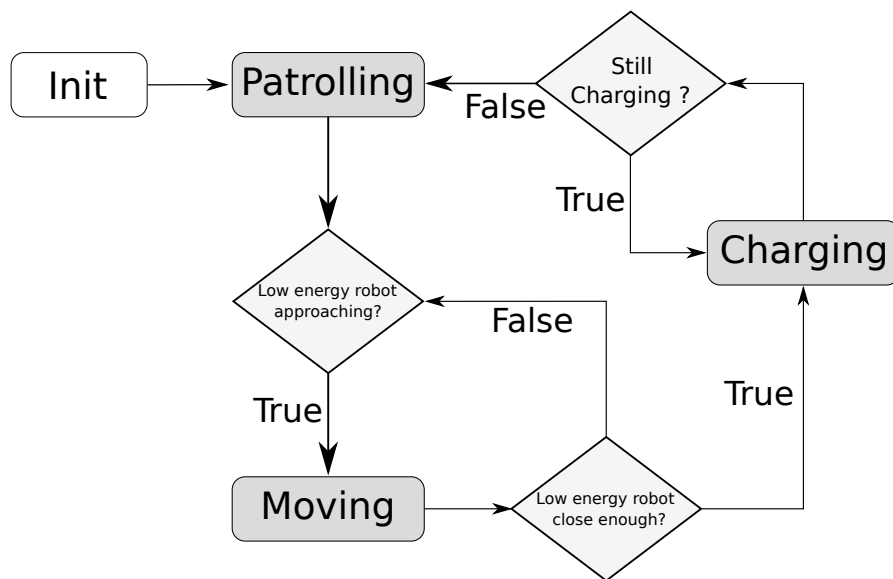 Init
Patrolling
Still
Charging ?
False
True
Charging
Low energy robot
approaching?
False
True
True
Moving
Low energy robot
close enough?